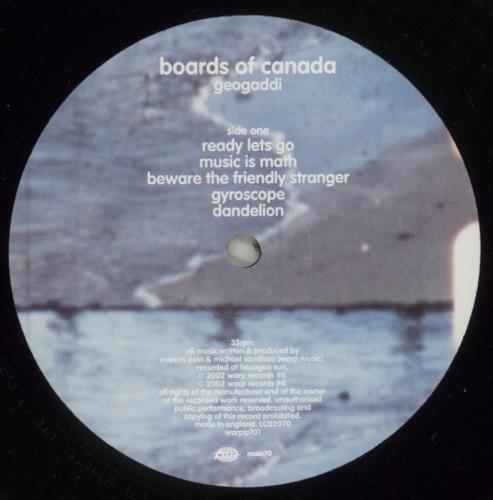 boards of canada
geogaddi
side one
ready lets go
music is math
beware the friendly stranger
gyroscope
dandelion
33rpm
all music written & produced by
marcus eoin & michael sandison (warp music)
recorded at hexagon sun.
℗ 2002 warp records ltd.
© 2002 warp records ltd.
all rights of the manufacturer and of the owner
of the recorded work reserved. unauthorised
public performance, broadcasting and
copying of this record prohibited.
made in england. LC02070
warplp101
music70